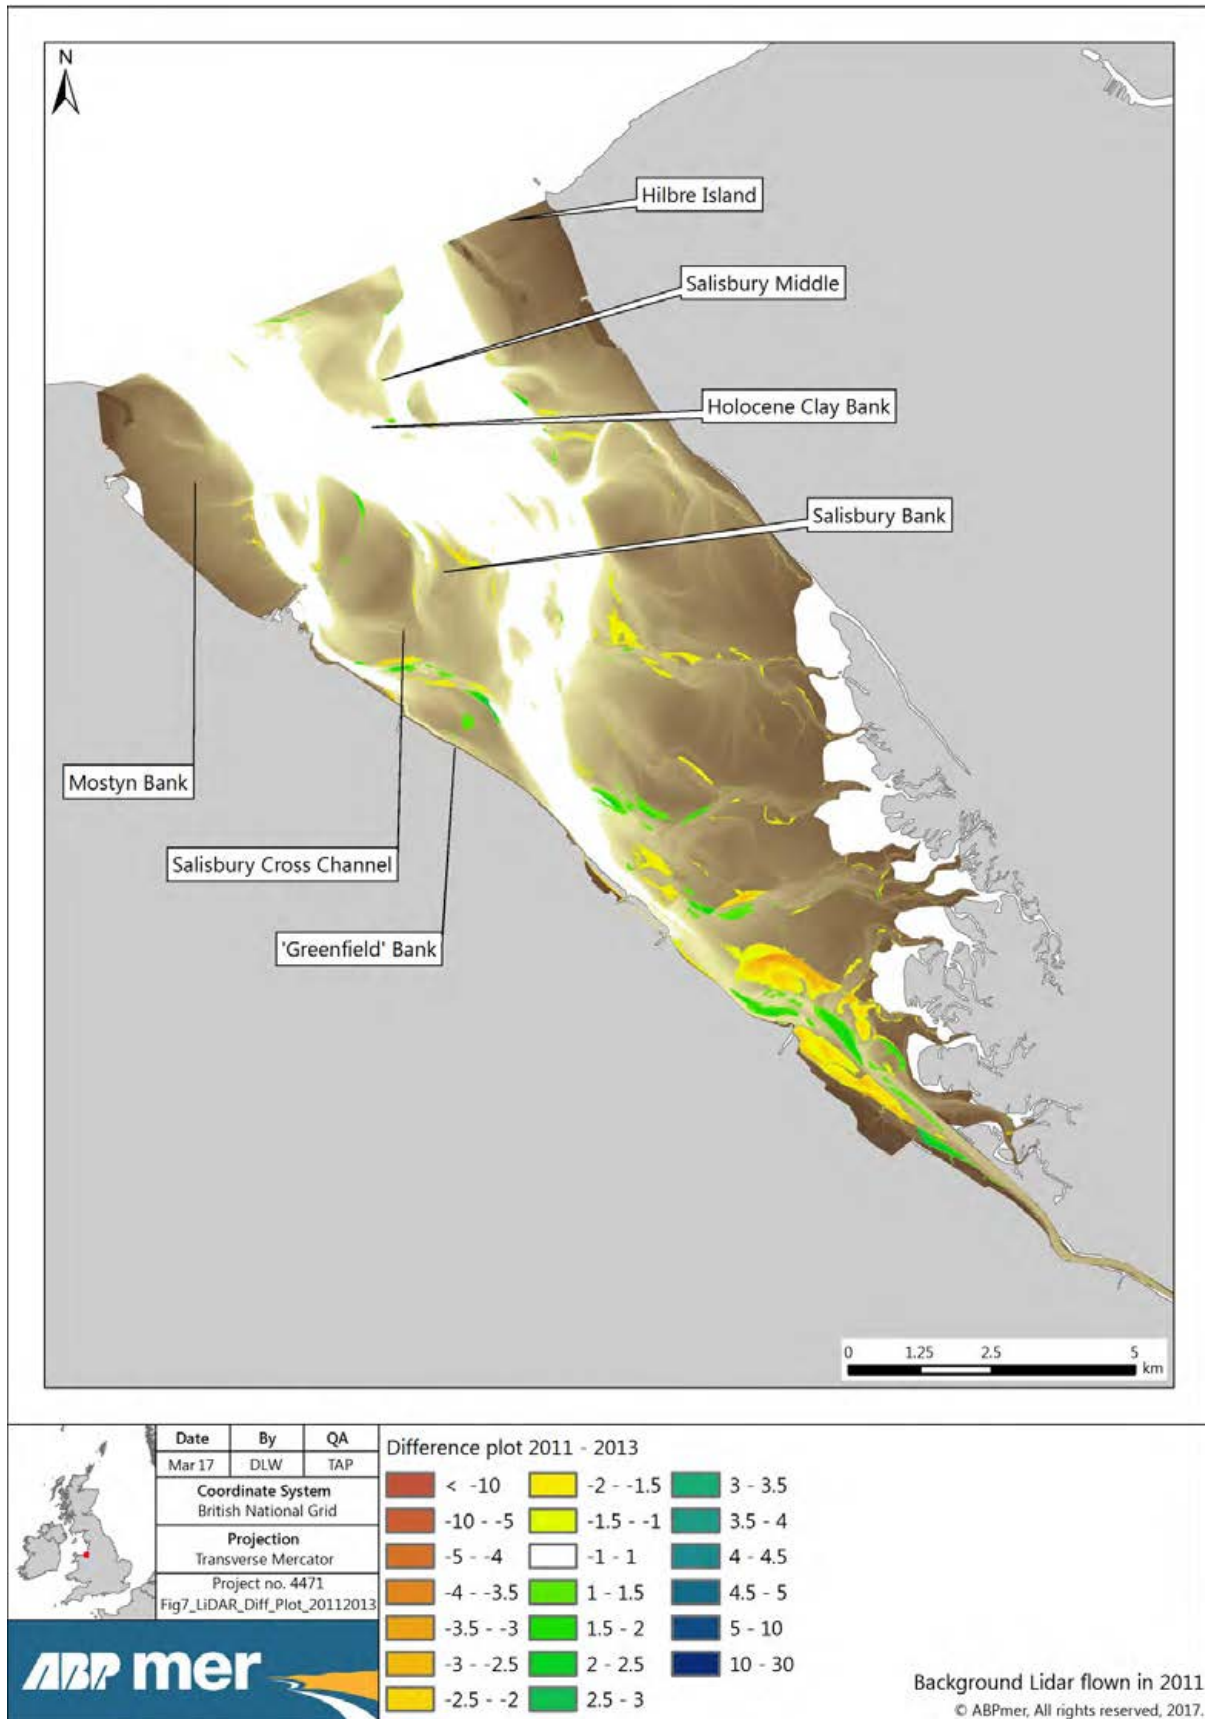 N
Hilbre Island
Salisbury Middle
Holocene Clay Bank
Salisbury Bank
Mostyn Bank
Salisbury Cross Channel
'Greenfield' Bank
0 1.25 2.5 5
km
Date By QA
Mar 17 DLW TAP
Coordinate System
British National Grid
Projection
Transverse Mercator
Project no. 4471
Fig7_LiDAR_Diff_Plot_20112013
ABP mer
Difference plot 2011 - 2013
< -10
-10 - -5
-5 - -4
-4 - -3.5
-3.5 - -3
-3 - -2.5
-2.5 - -2
-2 - -1.5
-1.5 - -1
-1 - 1
1 - 1.5
1.5 - 2
2 - 2.5
2.5 - 3
3 - 3.5
3.5 - 4
4 - 4.5
4.5 - 5
5 - 10
10 - 30
Background Lidar flown in 2011
© ABPmer, All rights reserved, 2017.